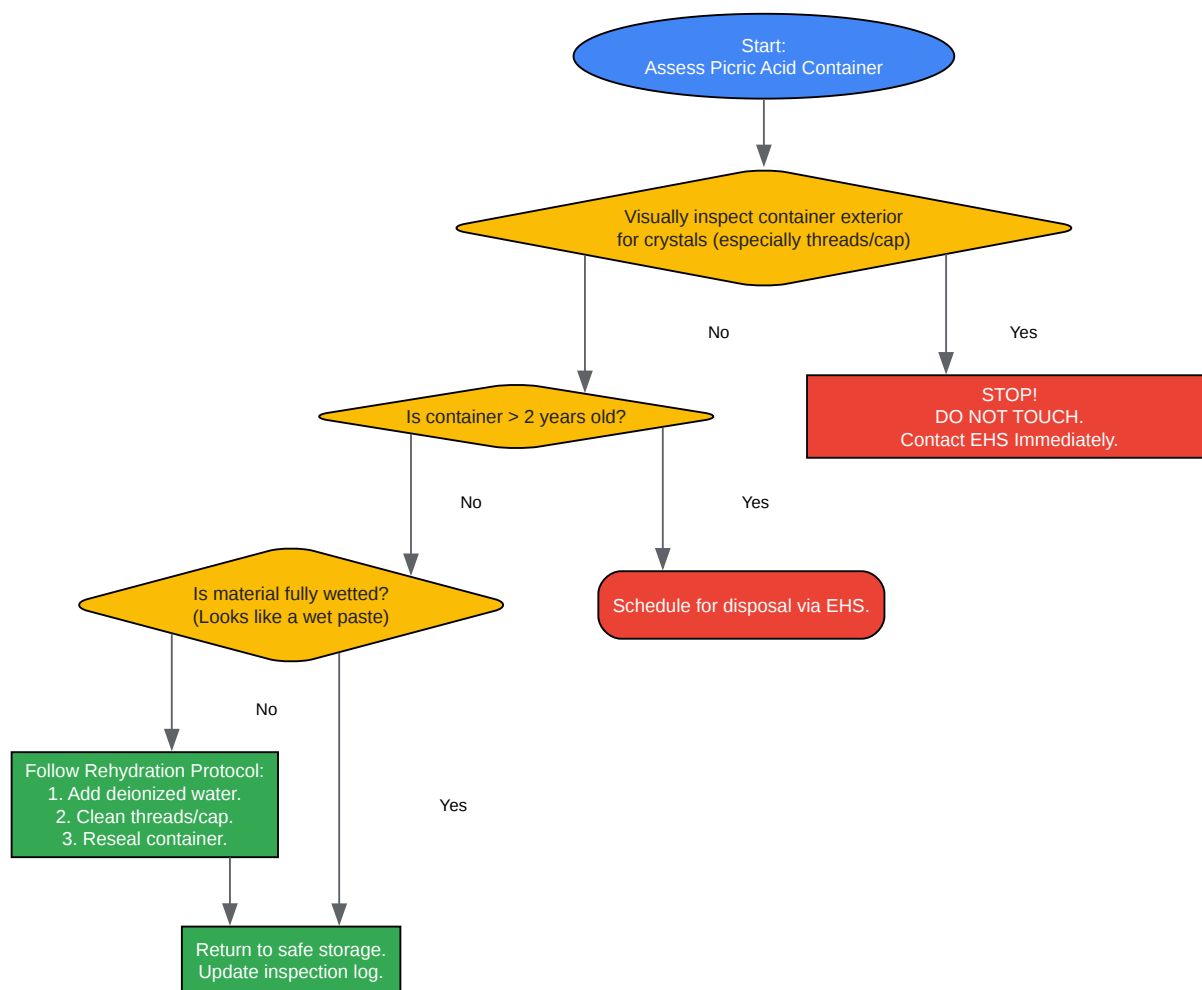 Start:
Assess Picric Acid Container
Visually inspect container exterior
for crystals (especially threads/cap)
No
Yes
STOP!
DO NOT TOUCH.
Contact EHS Immediately.
Is container > 2 years old?
No
Yes
Is material fully wetted?
(Looks like a wet paste)
Schedule for disposal via EHS.
No
Yes
Follow Rehydration Protocol:
1. Add deionized water.
2. Clean threads/cap.
3. Reseal container.
Return to safe storage.
Update inspection log.